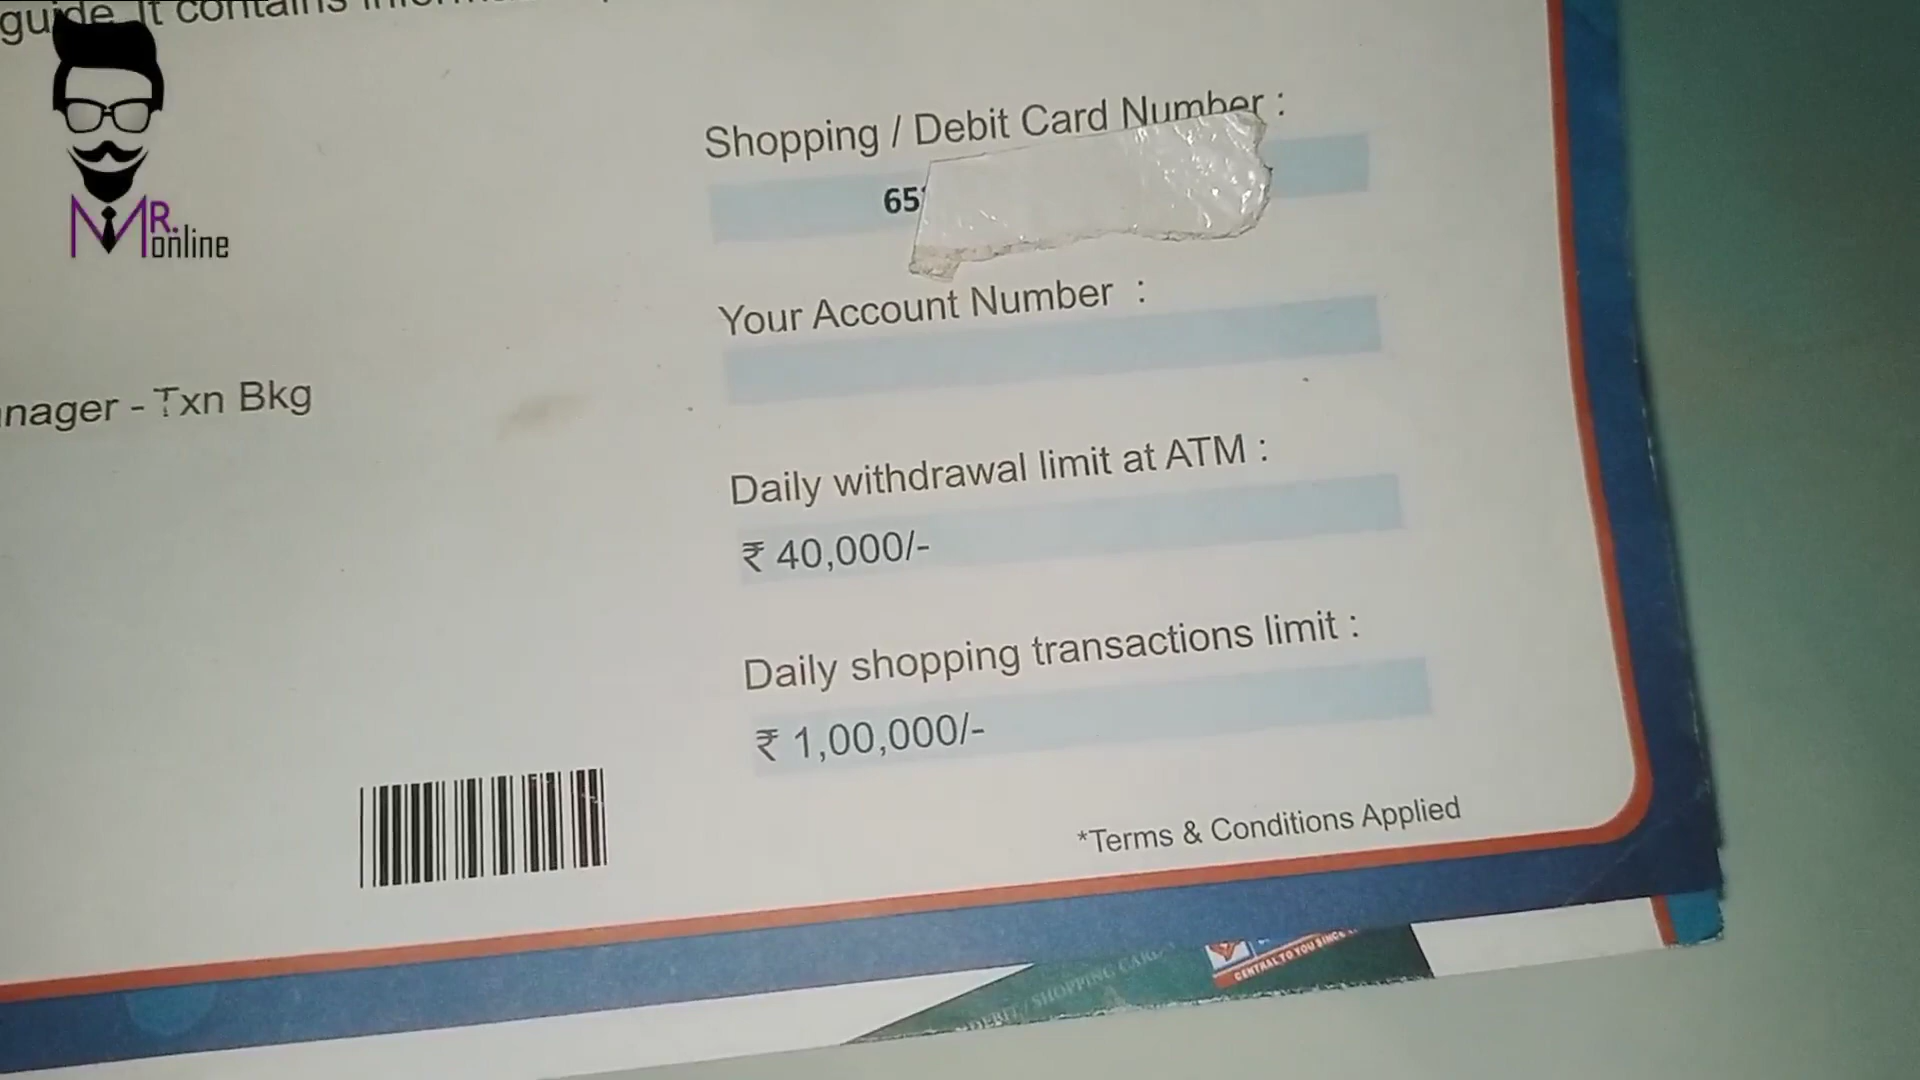 guide. It contains
MR.
online
Shopping / Debit Card Number :
65
Your Account Number :
nager - Txn Bkg
Daily withdrawal limit at ATM :
₹ 40,000/-
Daily shopping transactions limit :
₹ 1,00,000/-
*Terms & Conditions Applied
DEBIT / SHOPPING CARD
CENTRAL TO YOU SINCE